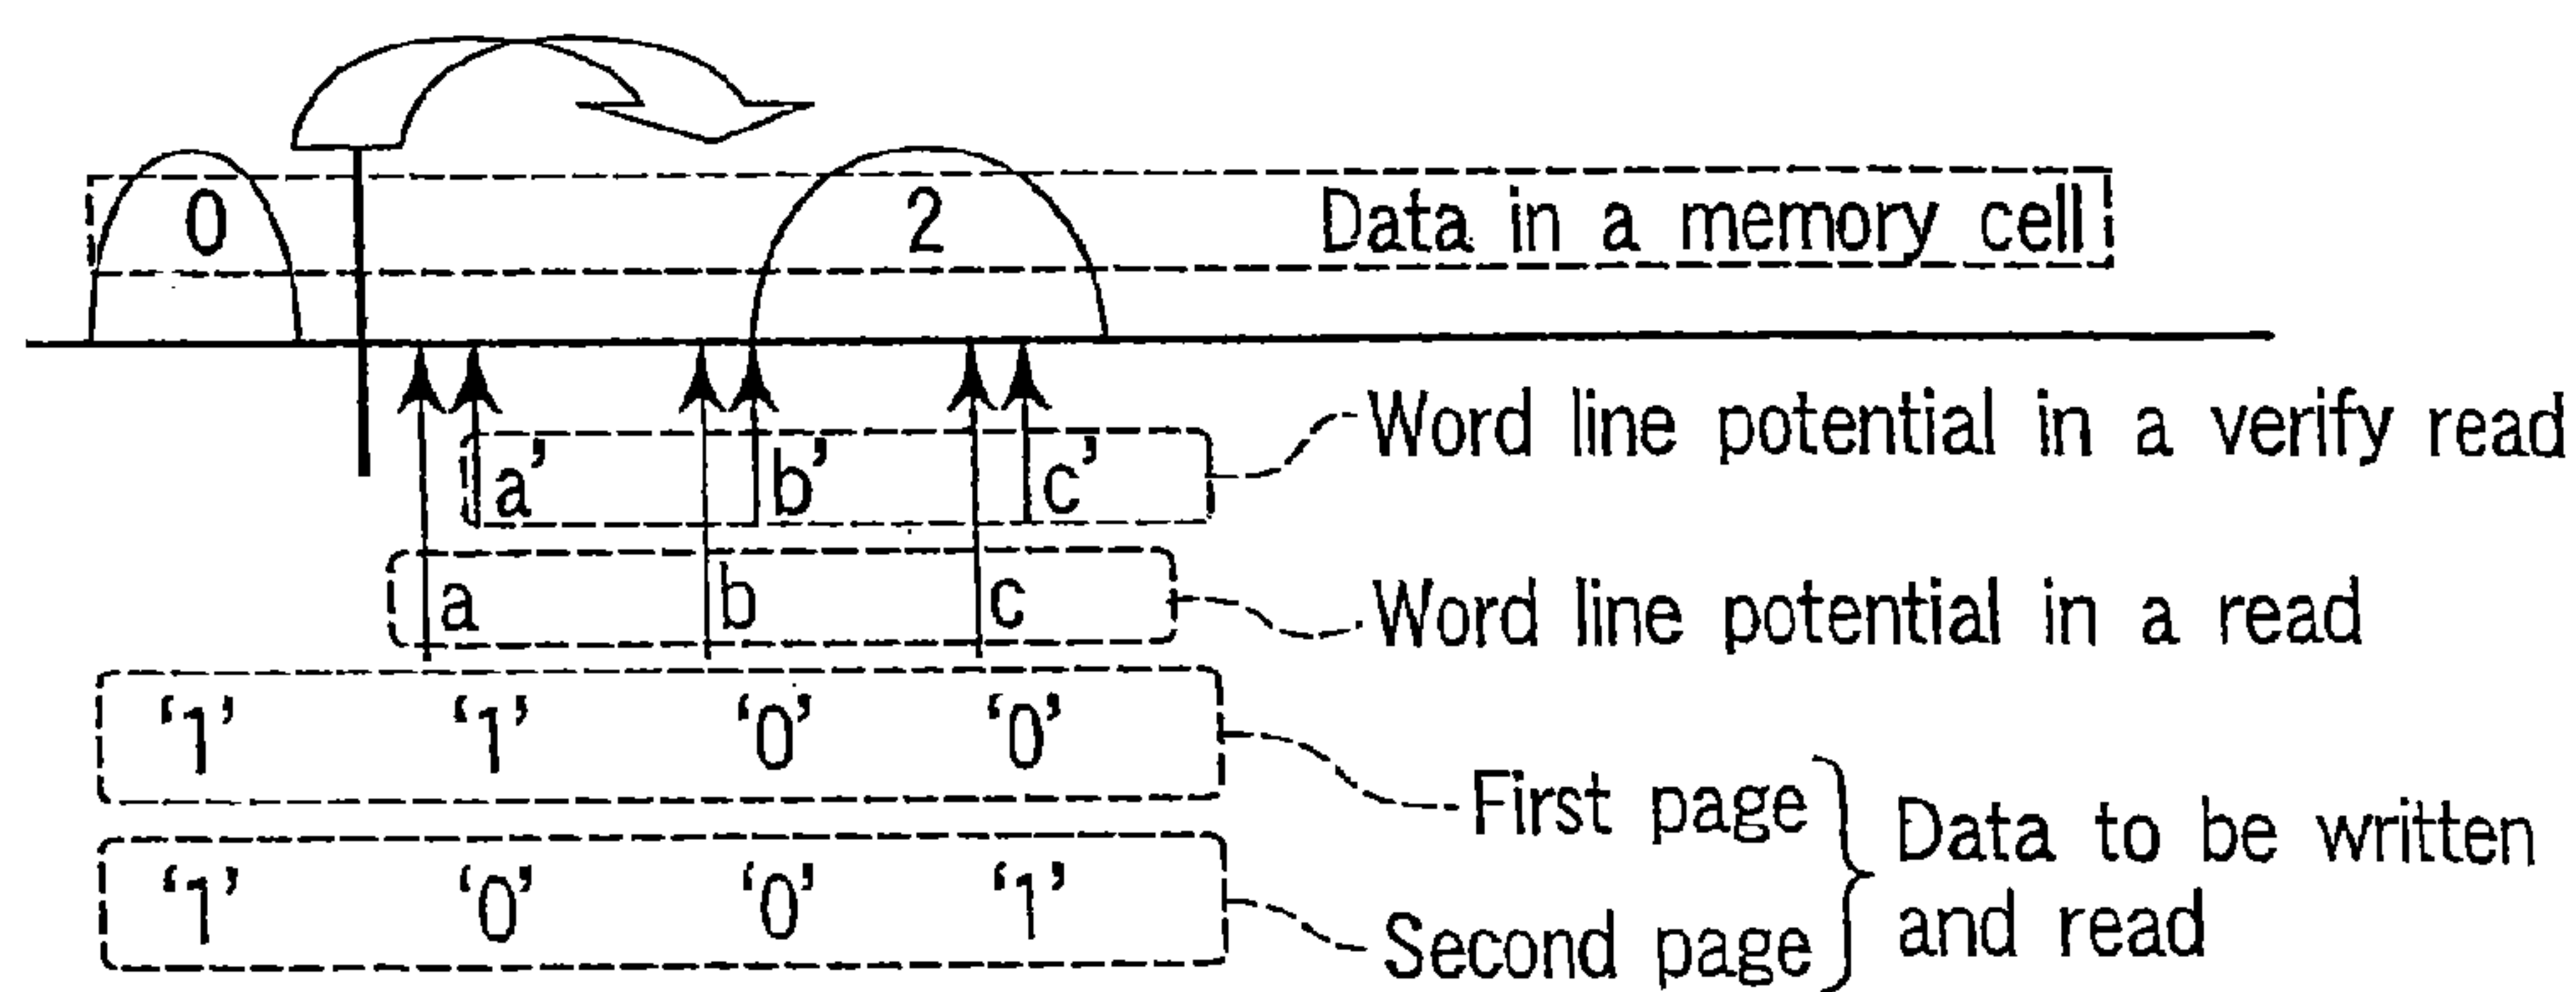 0 2 Data in a memory cell
a’ b’ c’ Word line potential in a verify read
a b c Word line potential in a read
‘1’ ‘1’ ‘0’ ‘0’ First page
‘1’ ‘0’ ‘0’ ‘1’ Second page
Data to be written
and read